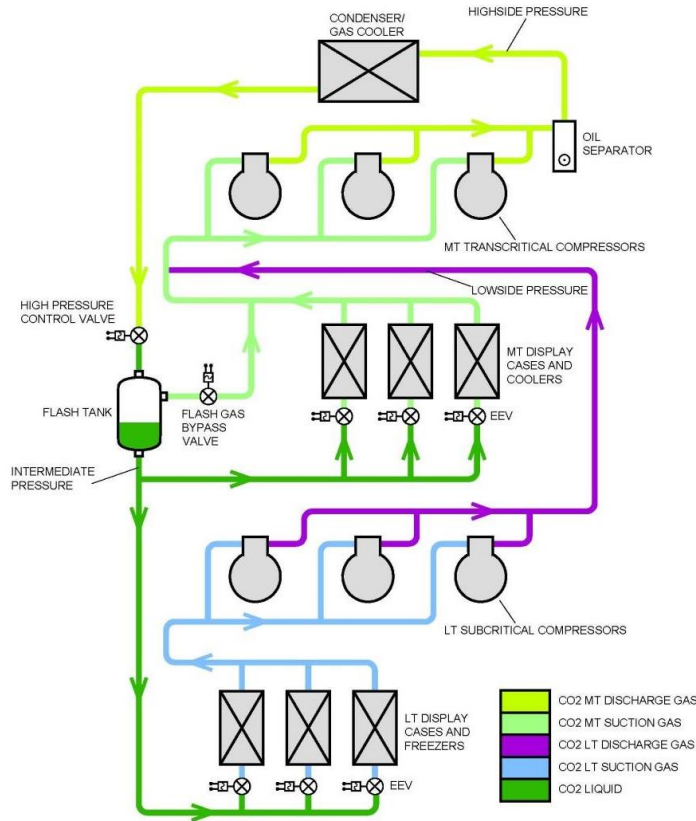 CONDENSER/
GAS COOLER
HIGHSIDE PRESSURE
OIL
SEPARATOR
MT TRANSCRITICAL COMPRESSORS
LOWSIDE PRESSURE
HIGH PRESSURE
CONTROL VALVE
MT DISPLAY
CASES AND
COOLERS
FLASH TANK
FLASH GAS
BYPASS
VALVE
EEV
INTERMEDIATE
PRESSURE
LT SUBCRITICAL COMPRESSORS
LT DISPLAY
CASES AND
FREEZERS
EEV
CO2 MT DISCHARGE GAS
CO2 MT SUCTION GAS
CO2 LT DISCHARGE GAS
CO2 LT SUCTION GAS
CO2 LIQUID